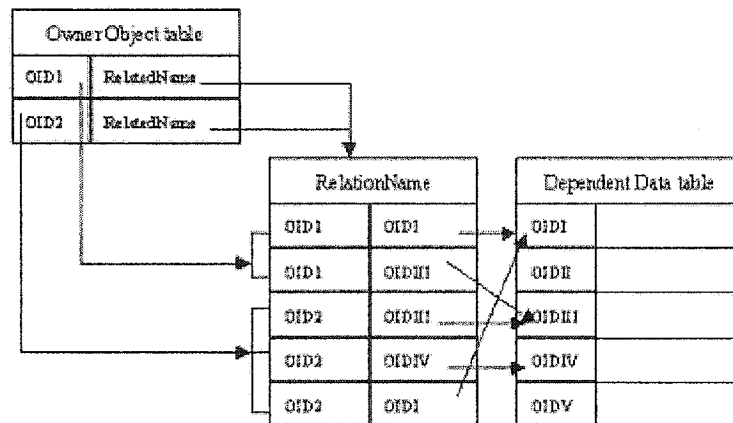 Owner Object table
OID1 RelatedName
OID2 RelatedName
RelationName
OID1 OIDI
OID1 OIDIII
OID2 OIDIII
OID2 OIDIV
OID2 OIDI
Dependent Data table
OIDI
OIDII
OIDIII
OIDIV
OIDV